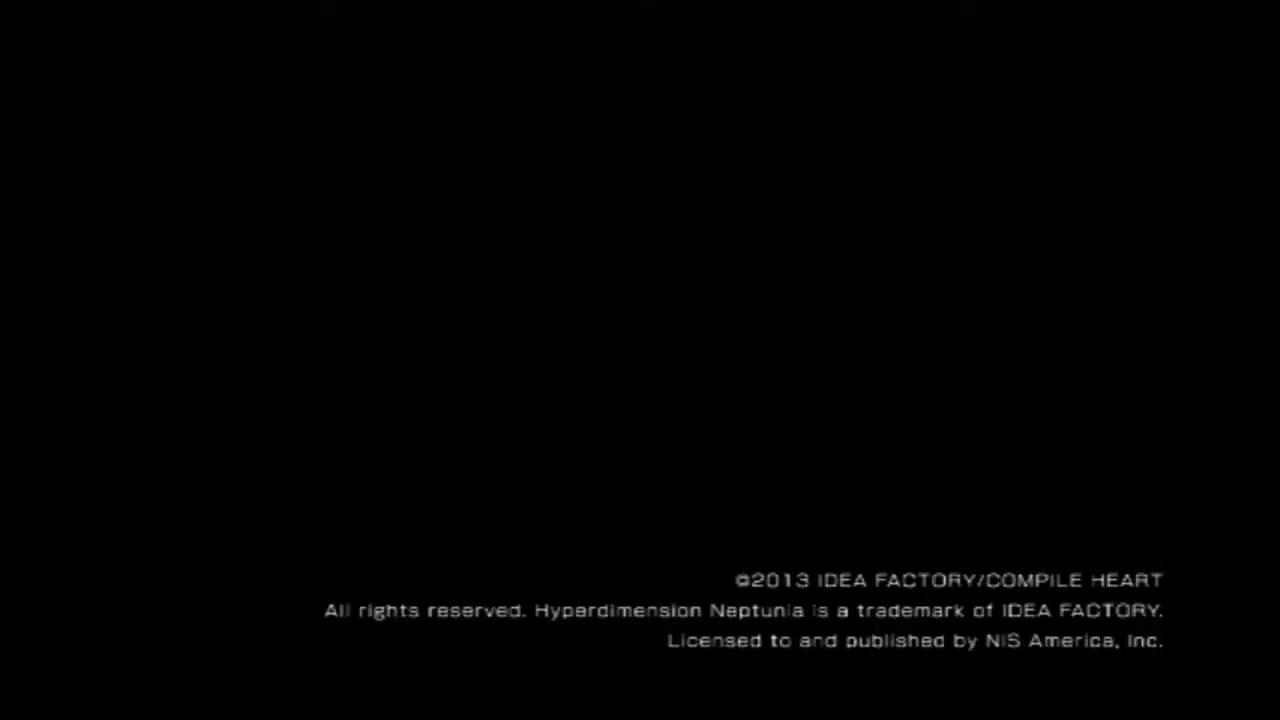 ©2013 IDEA FACTORY/COMPILE HEART
All rights reserved. Hyperdimension Neptunia is a trademark of IDEA FACTORY.
Licensed to and published by NIS America, Inc.